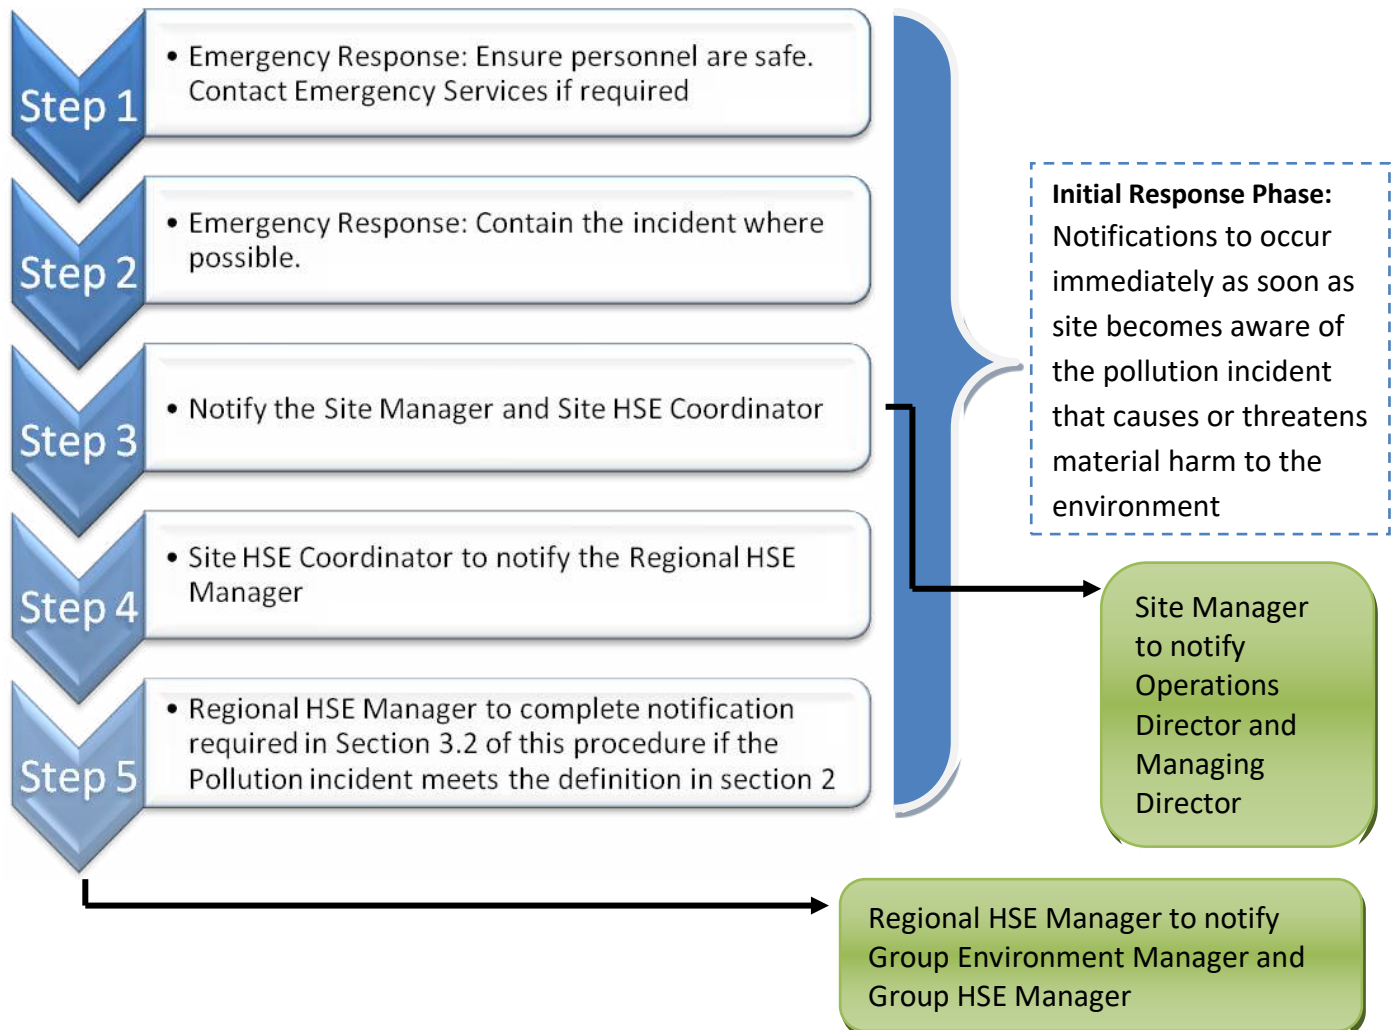 Step 1
• Emergency Response: Ensure personnel are safe.
Contact Emergency Services if required
Step 2
• Emergency Response: Contain the incident where
possible.
Step 3
• Notify the Site Manager and Site HSE Coordinator
Step 4
• Site HSE Coordinator to notify the Regional HSE
Manager
Step 5
• Regional HSE Manager to complete notification
required in Section 3.2 of this procedure if the
Pollution incident meets the definition in section 2
Initial Response Phase:
Notifications to occur
immediately as soon as
site becomes aware of
the pollution incident
that causes or threatens
material harm to the
environment
Site Manager
to notify
Operations
Director and
Managing
Director
Regional HSE Manager to notify
Group Environment Manager and
Group HSE Manager